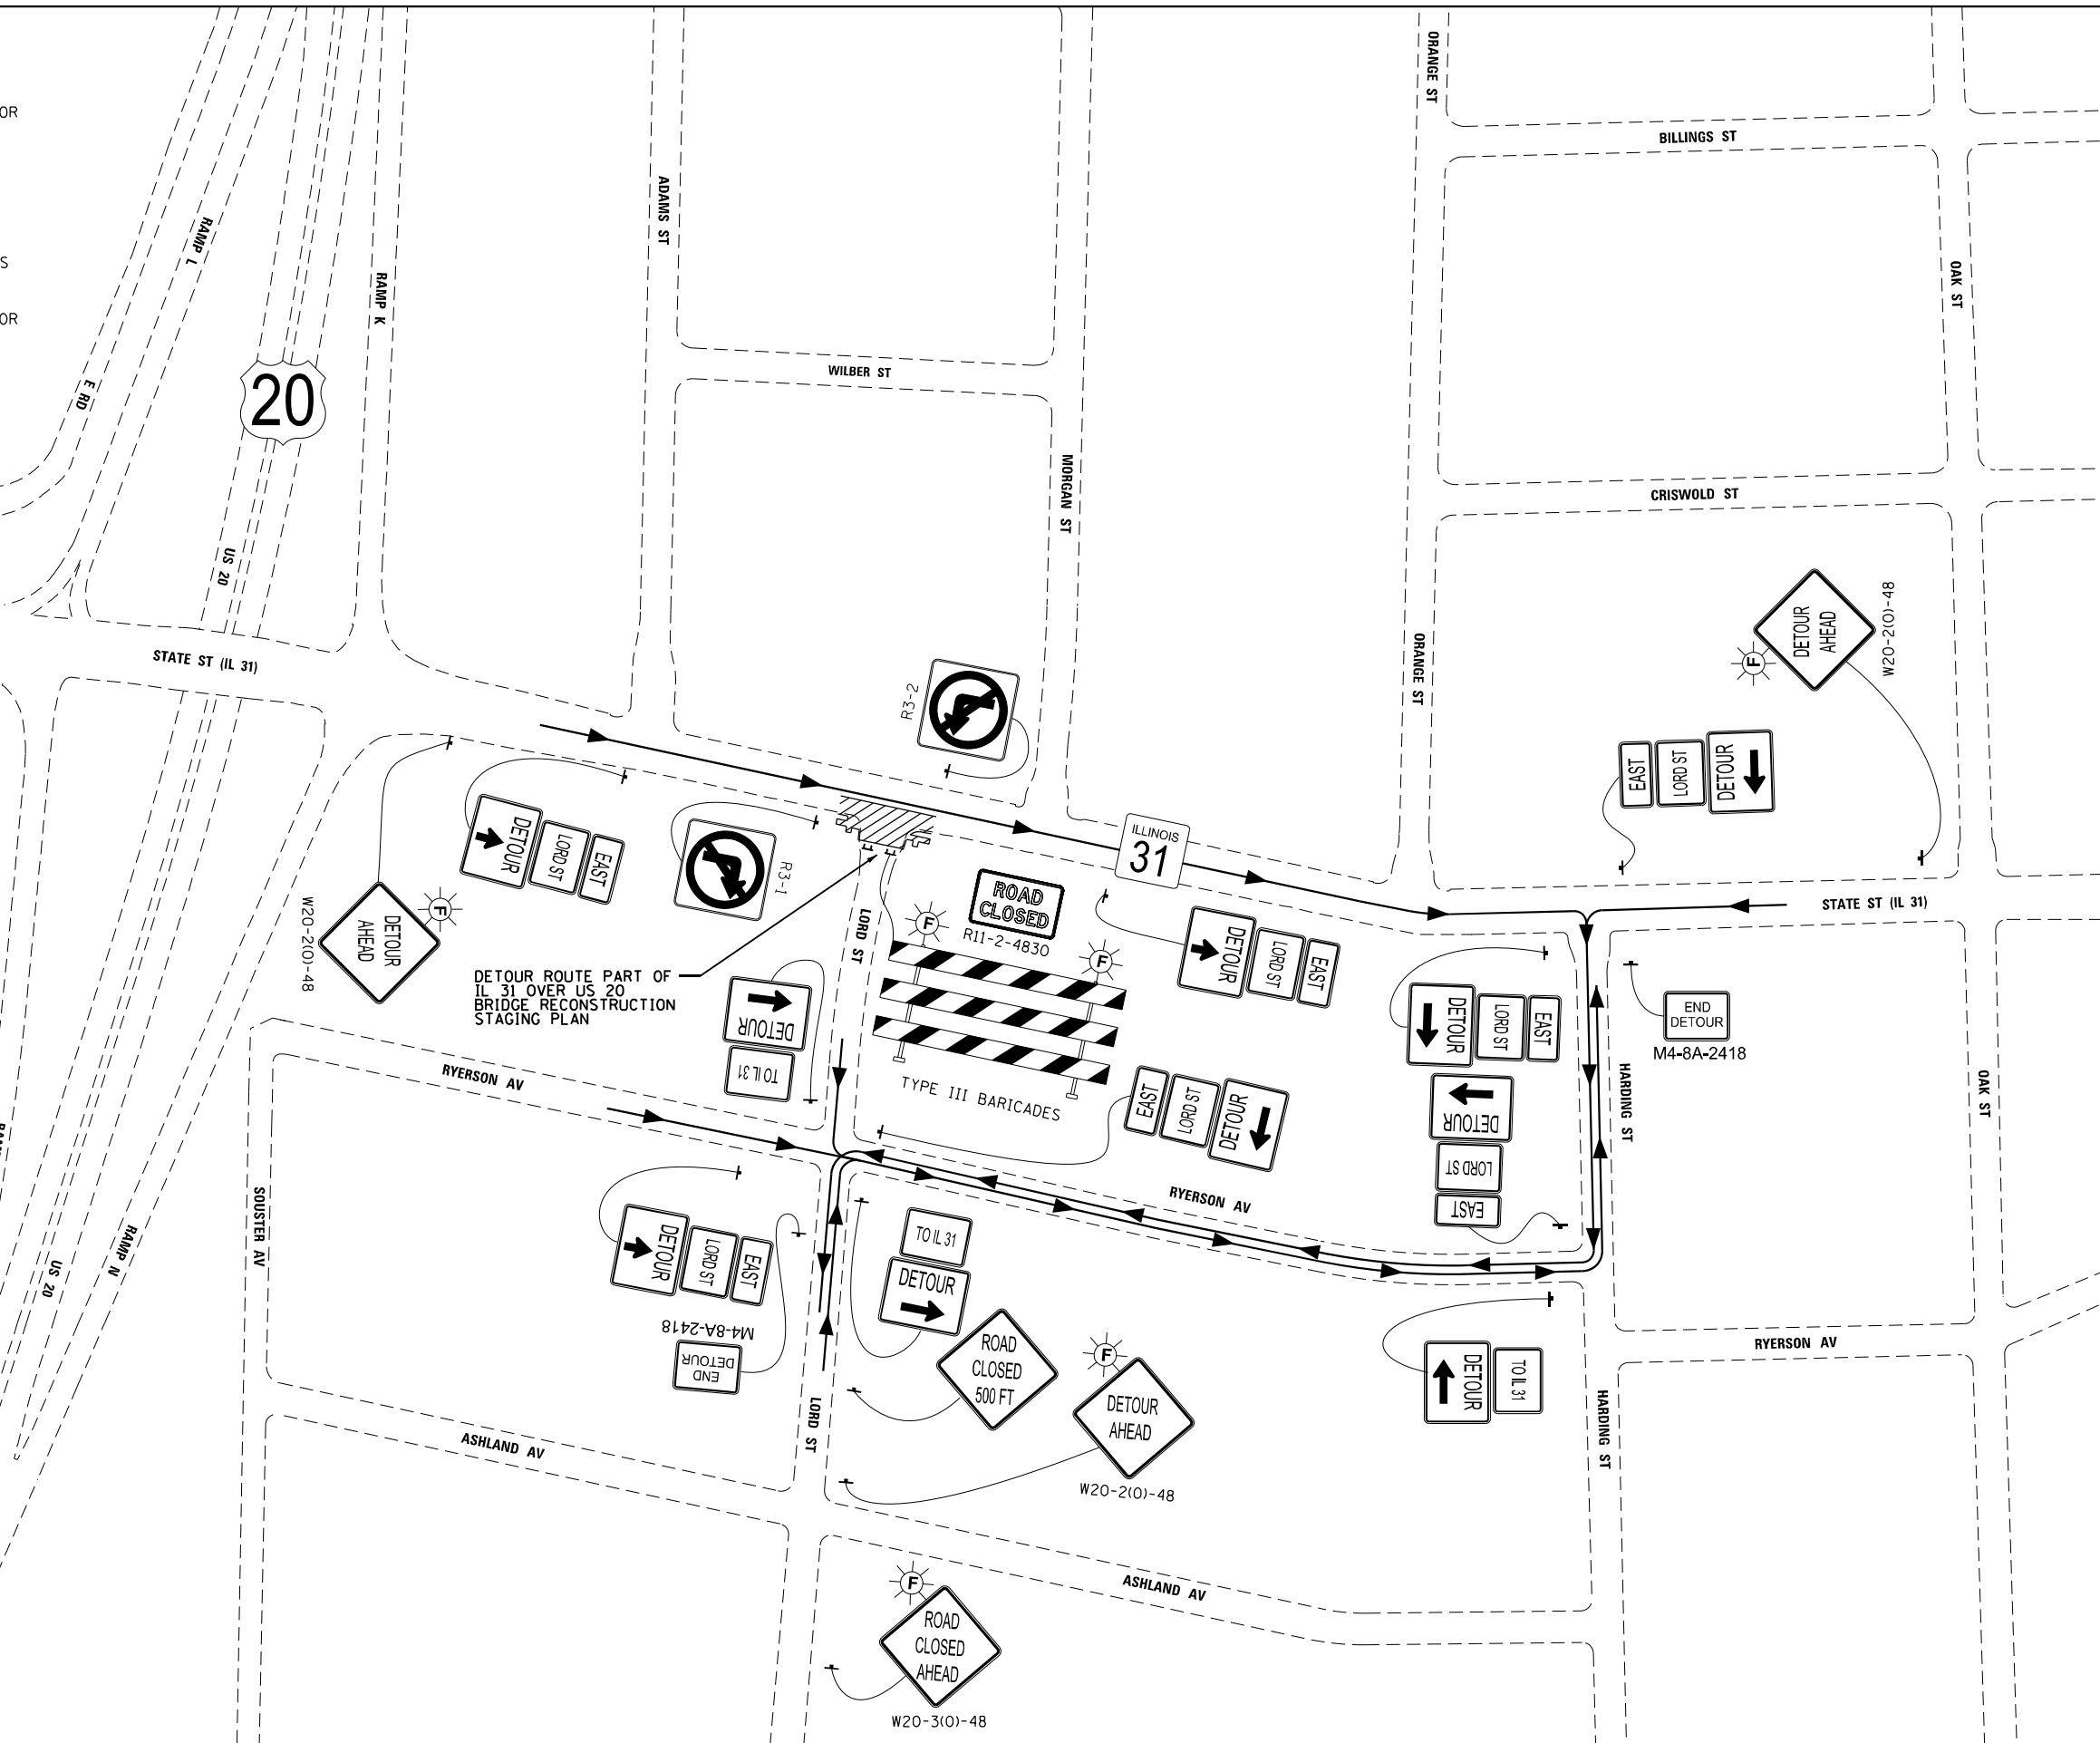 OR
S
OR
E RD
RAMP L
20
US 20
RAMP K
ADAMS ST
WILBER ST
MORGAN ST
ORANGE ST
BILLINGS ST
OAK ST
CRISWOLD ST
ORANGE ST
STATE ST (IL 31)
R3-2
DETOUR
AHEAD
W20-2(O)-48
EAST
LORD ST
DETOUR
DETOUR
LORD ST
EAST
R3-1
ILLINOIS
31
STATE ST (IL 31)
W20-2(O)-48
DETOUR
AHEAD
DETOUR ROUTE PART OF
IL 31 OVER US 20
BRIDGE RECONSTRUCTION
STAGING PLAN
LORD ST
ROAD
CLOSED
R11-2-4830
TYPE III BARICADES
DETOUR
LORD ST
EAST
DETOUR
LORD ST
EAST
END
DETOUR
M4-8A-2418
HARDING ST
OAK ST
DETOUR
TO IL 31
EAST
LORD ST
DETOUR
DETOUR
LORD ST
EAST
RYERSON AV
RYERSON AV
SOUSTER AV
RAMP N
US 20
DETOUR
LORD ST
EAST
M4-8A-2418
END
DETOUR
TO IL 31
DETOUR
ROAD
CLOSED
500 FT
DETOUR
AHEAD
W20-2(O)-48
DETOUR
TO IL 31
RYERSON AV
HARDING ST
LORD ST
ASHLAND AV
ASHLAND AV
ROAD
CLOSED
AHEAD
W20-3(O)-48